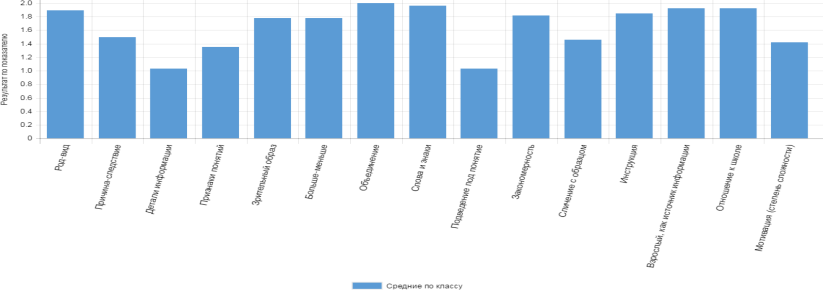 Результат по показателю
2.0
1.8
1.6
1.4
1.2
1.0
0.8
0.6
0.4
0.2
0
Род-вид
Причина-следствие
Детали информации
Признаки понятий
Зрительный образ
Больше-меньше
Объединение
Слова и знаки
Подведение под понятие
Закономерность
Сличение с образцом
Инструкция
Взрослый, как источник информации
Отношение к школе
Мотивация (степень сложности)
Средние по классу